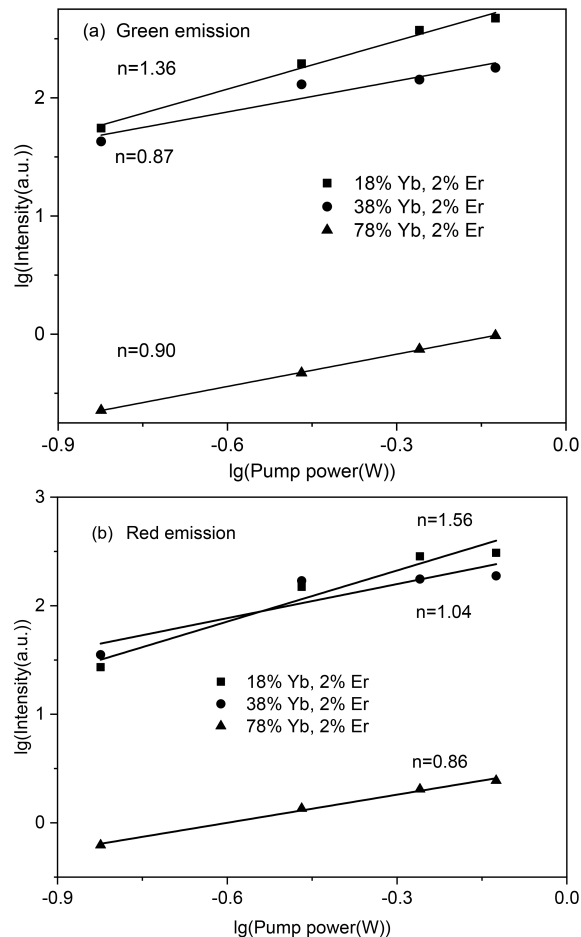 (a) Green emission
n=1.36
2
n=0.87
lg(Intensity(a.u.))
18% Yb, 2% Er
38% Yb, 2% Er
1
78% Yb, 2% Er
n=0.90
0
-0.9 -0.6 -0.3 0.0
lg(Pump power(W))
3
(b) Red emission
n=1.56
2
n=1.04
lg(Intensity(a.u.))
18% Yb, 2% Er
38% Yb, 2% Er
1
78% Yb, 2% Er
n=0.86
0
-0.9 -0.6 -0.3 0.0
lg(Pump power(W))